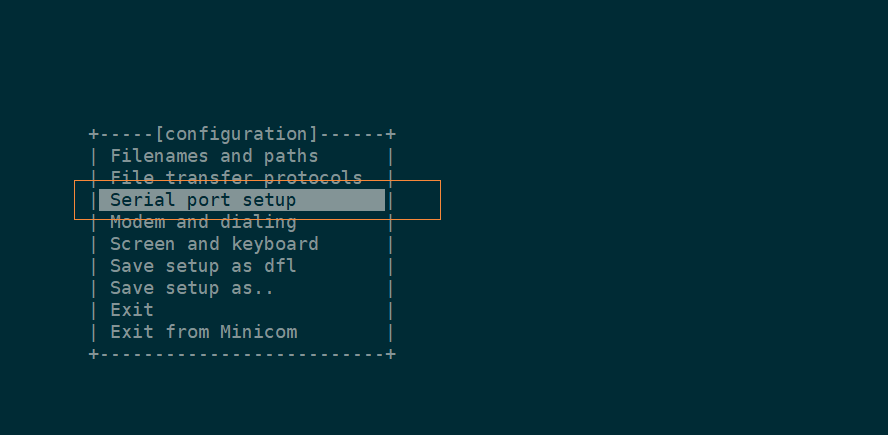 +-----[configuration]------+
| Filenames and paths      |
| File transfer protocols  |
| Serial port setup        |
| Modem and dialing        |
| Screen and keyboard      |
| Save setup as dfl        |
| Save setup as..          |
| Exit                     |
| Exit from Minicom        |
+--------------------------+